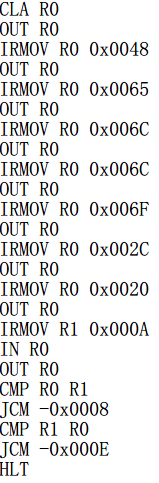 CLA R0
OUT R0
IRMOV R0 0x0048
OUT R0
IRMOV R0 0x0065
OUT R0
IRMOV R0 0x006C
OUT R0
IRMOV R0 0x006C
OUT R0
IRMOV R0 0x006F
OUT R0
IRMOV R0 0x002C
OUT R0
IRMOV R0 0x0020
OUT R0
IRMOV R1 0x000A
IN R0
OUT R0
CMP R0 R1
JCM -0x0008
CMP R1 R0
JCM -0x000E
HLT